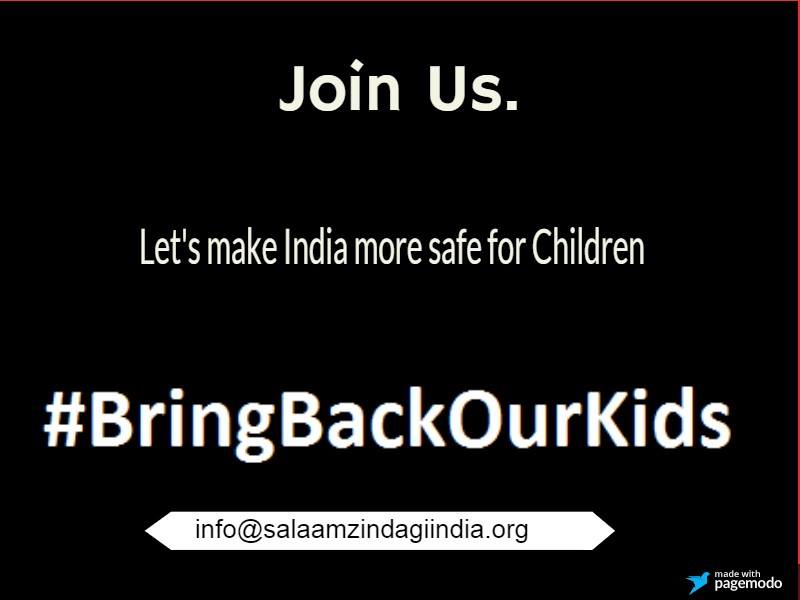 Join Us.
Let's make India more safe for Children
#BringBackOurKids
info@salaamzindagiindia.org
made with
pagemodo